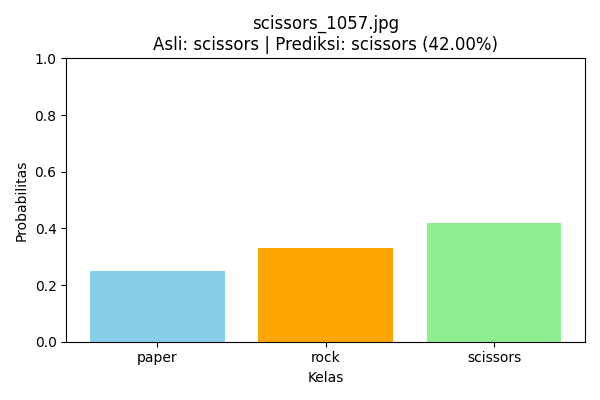 scissors_1057.jpg
Asli: scissors | Prediksi: scissors (42.00%)
1.0
0.8
0.6
0.4
0.2
0.0
Probabilitas
paper
rock
scissors
Kelas